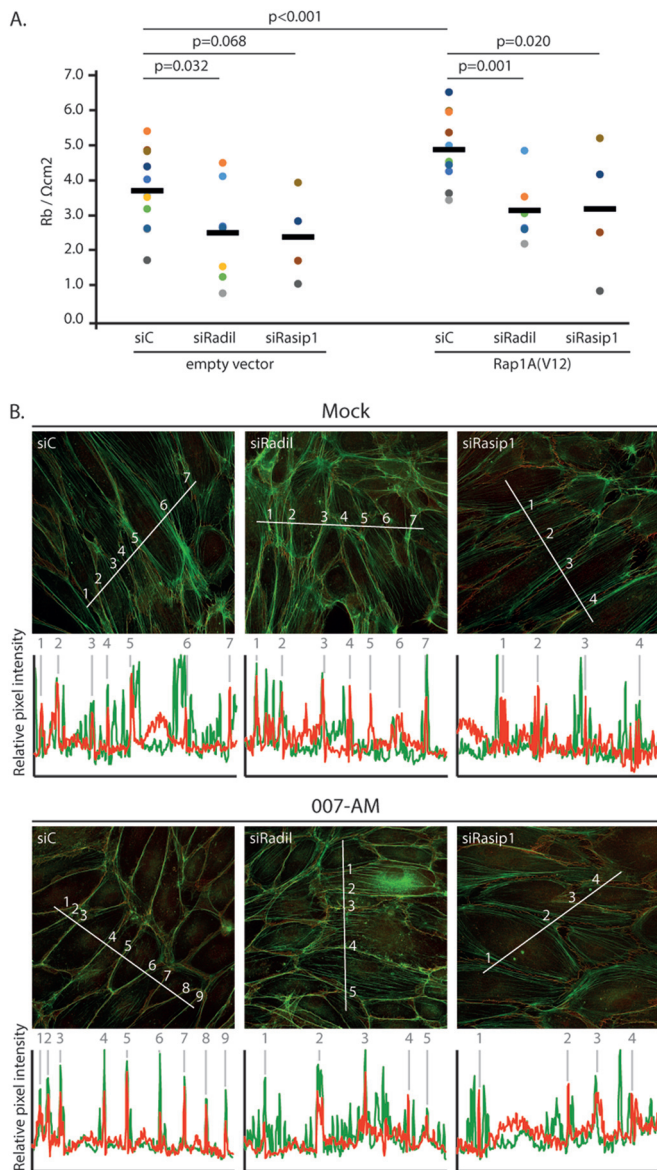 A.
p<0.001
p=0.068
p=0.020
p=0.032
p=0.001
Rb / Ωcm2
7.0
6.0
5.0
4.0
3.0
2.0
1.0
0.0
siC siRadil siRasip1 siC siRadil siRasip1
empty vector Rap1A(V12)
B.
Mock
siC siRadil siRasip1
1 2 3 4 5 6 7
1 2 3 4 5 6 7
1 2 3 4
Relative pixel intensity
1 2 3 4 5 6 7
1 2 3 4 5 6 7
1 2 3 4
007-AM
siC siRadil siRasip1
1 2 3 4 5 6 7 8 9
1 2 3 4 5
1 2 3 4
Relative pixel intensity
1 2 3 4 5 6 7 8 9
1 2 3 4 5
1 2 3 4